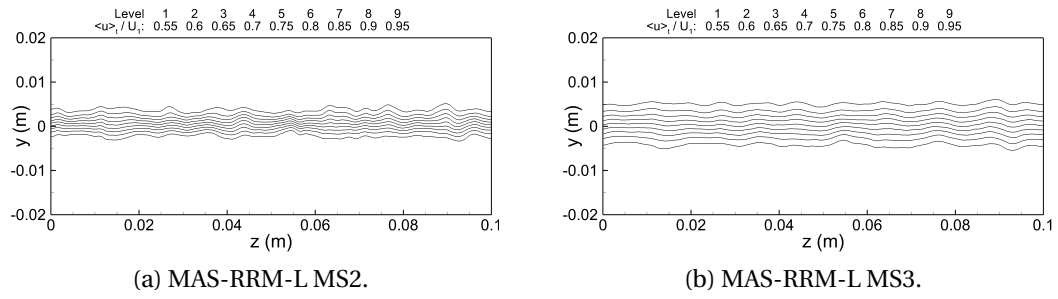 Level 1 2 3 4 5 6 7 8 9
<u>t / U1: 0.55 0.6 0.65 0.7 0.75 0.8 0.85 0.9 0.95
0.02
0.01
0
-0.01
-0.02
y (m)
0 0.02 0.04 0.06 0.08 0.1
z (m)
(a) MAS-RRM-L MS2.
Level 1 2 3 4 5 6 7 8 9
<u>t / U1: 0.55 0.6 0.65 0.7 0.75 0.8 0.85 0.9 0.95
0.02
0.01
0
-0.01
-0.02
y (m)
0 0.02 0.04 0.06 0.08 0.1
z (m)
(b) MAS-RRM-L MS3.